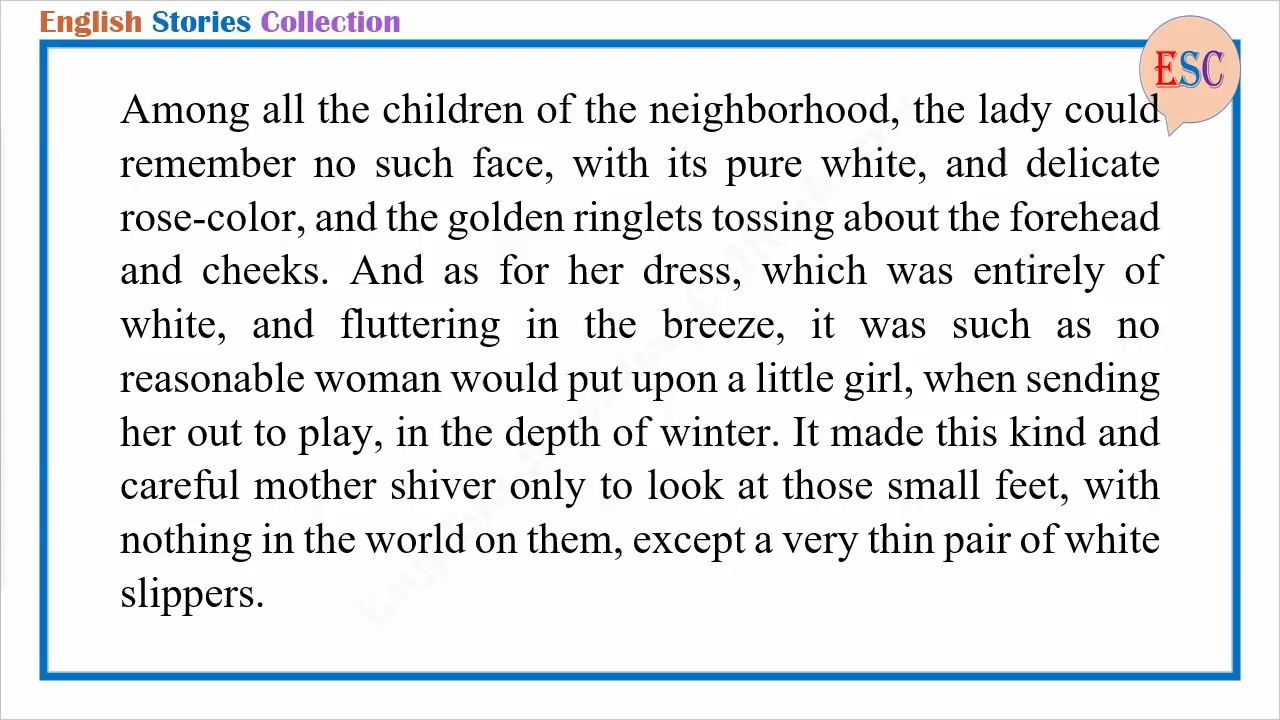 English Stories Collection
ESC
Among all the children of the neighborhood, the lady could
remember no such face, with its pure white, and delicate
rose-color, and the golden ringlets tossing about the forehead
and cheeks. And as for her dress, which was entirely of
white, and fluttering in the breeze, it was such as no
reasonable woman would put upon a little girl, when sending
her out to play, in the depth of winter. It made this kind and
careful mother shiver only to look at those small feet, with
nothing in the world on them, except a very thin pair of white
slippers.